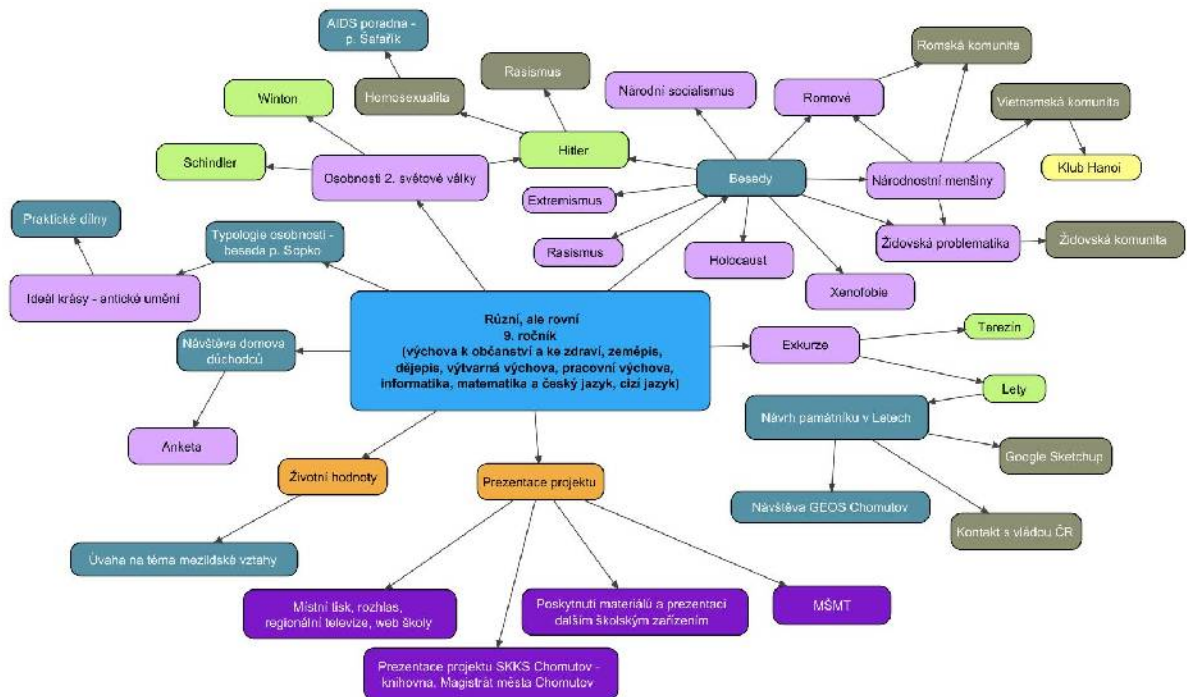 AIDS poradna -
p. Šafařík
Romská komunita
Rasismus
Národní socialismus
Winton
Homosexualita
Romové
Vietnamská komunita
Schindler
Hitler
Osobnosti 2. světové války
Besedy
Národnostní menšiny
Klub Hanoi
Extremismus
Praktické dílny
Typologie osobnosti -
beseda p. Sopko
Rasismus
Holocaust
Židovská problematika
Židovská komunita
Ideál krásy - antické umění
Xenofobie
Různí, ale rovní
9. ročník
(výchova k občanství a ke zdraví, zeměpis,
dějepis, výtvarná výchova, pracovní výchova,
informatika, matematika a český jazyk, cizí jazyk)
Terezín
Exkurze
Návštěva domova
důchodců
Lety
Návrh památníku v Letech
Anketa
Google Sketchup
Životní hodnoty
Prezentace projektu
Návštěva GEOS Chomutov
Kontakt s vládou ČR
Úvaha na téma mezilidské vztahy
Místní tisk, rozhlas,
regionální televize, web školy
Poskytnutí materiálů a prezentací
dalším školským zařízením
MŠMT
Prezentace projektu SKKS Chomutov -
knihovna, Magistrát města Chomutov